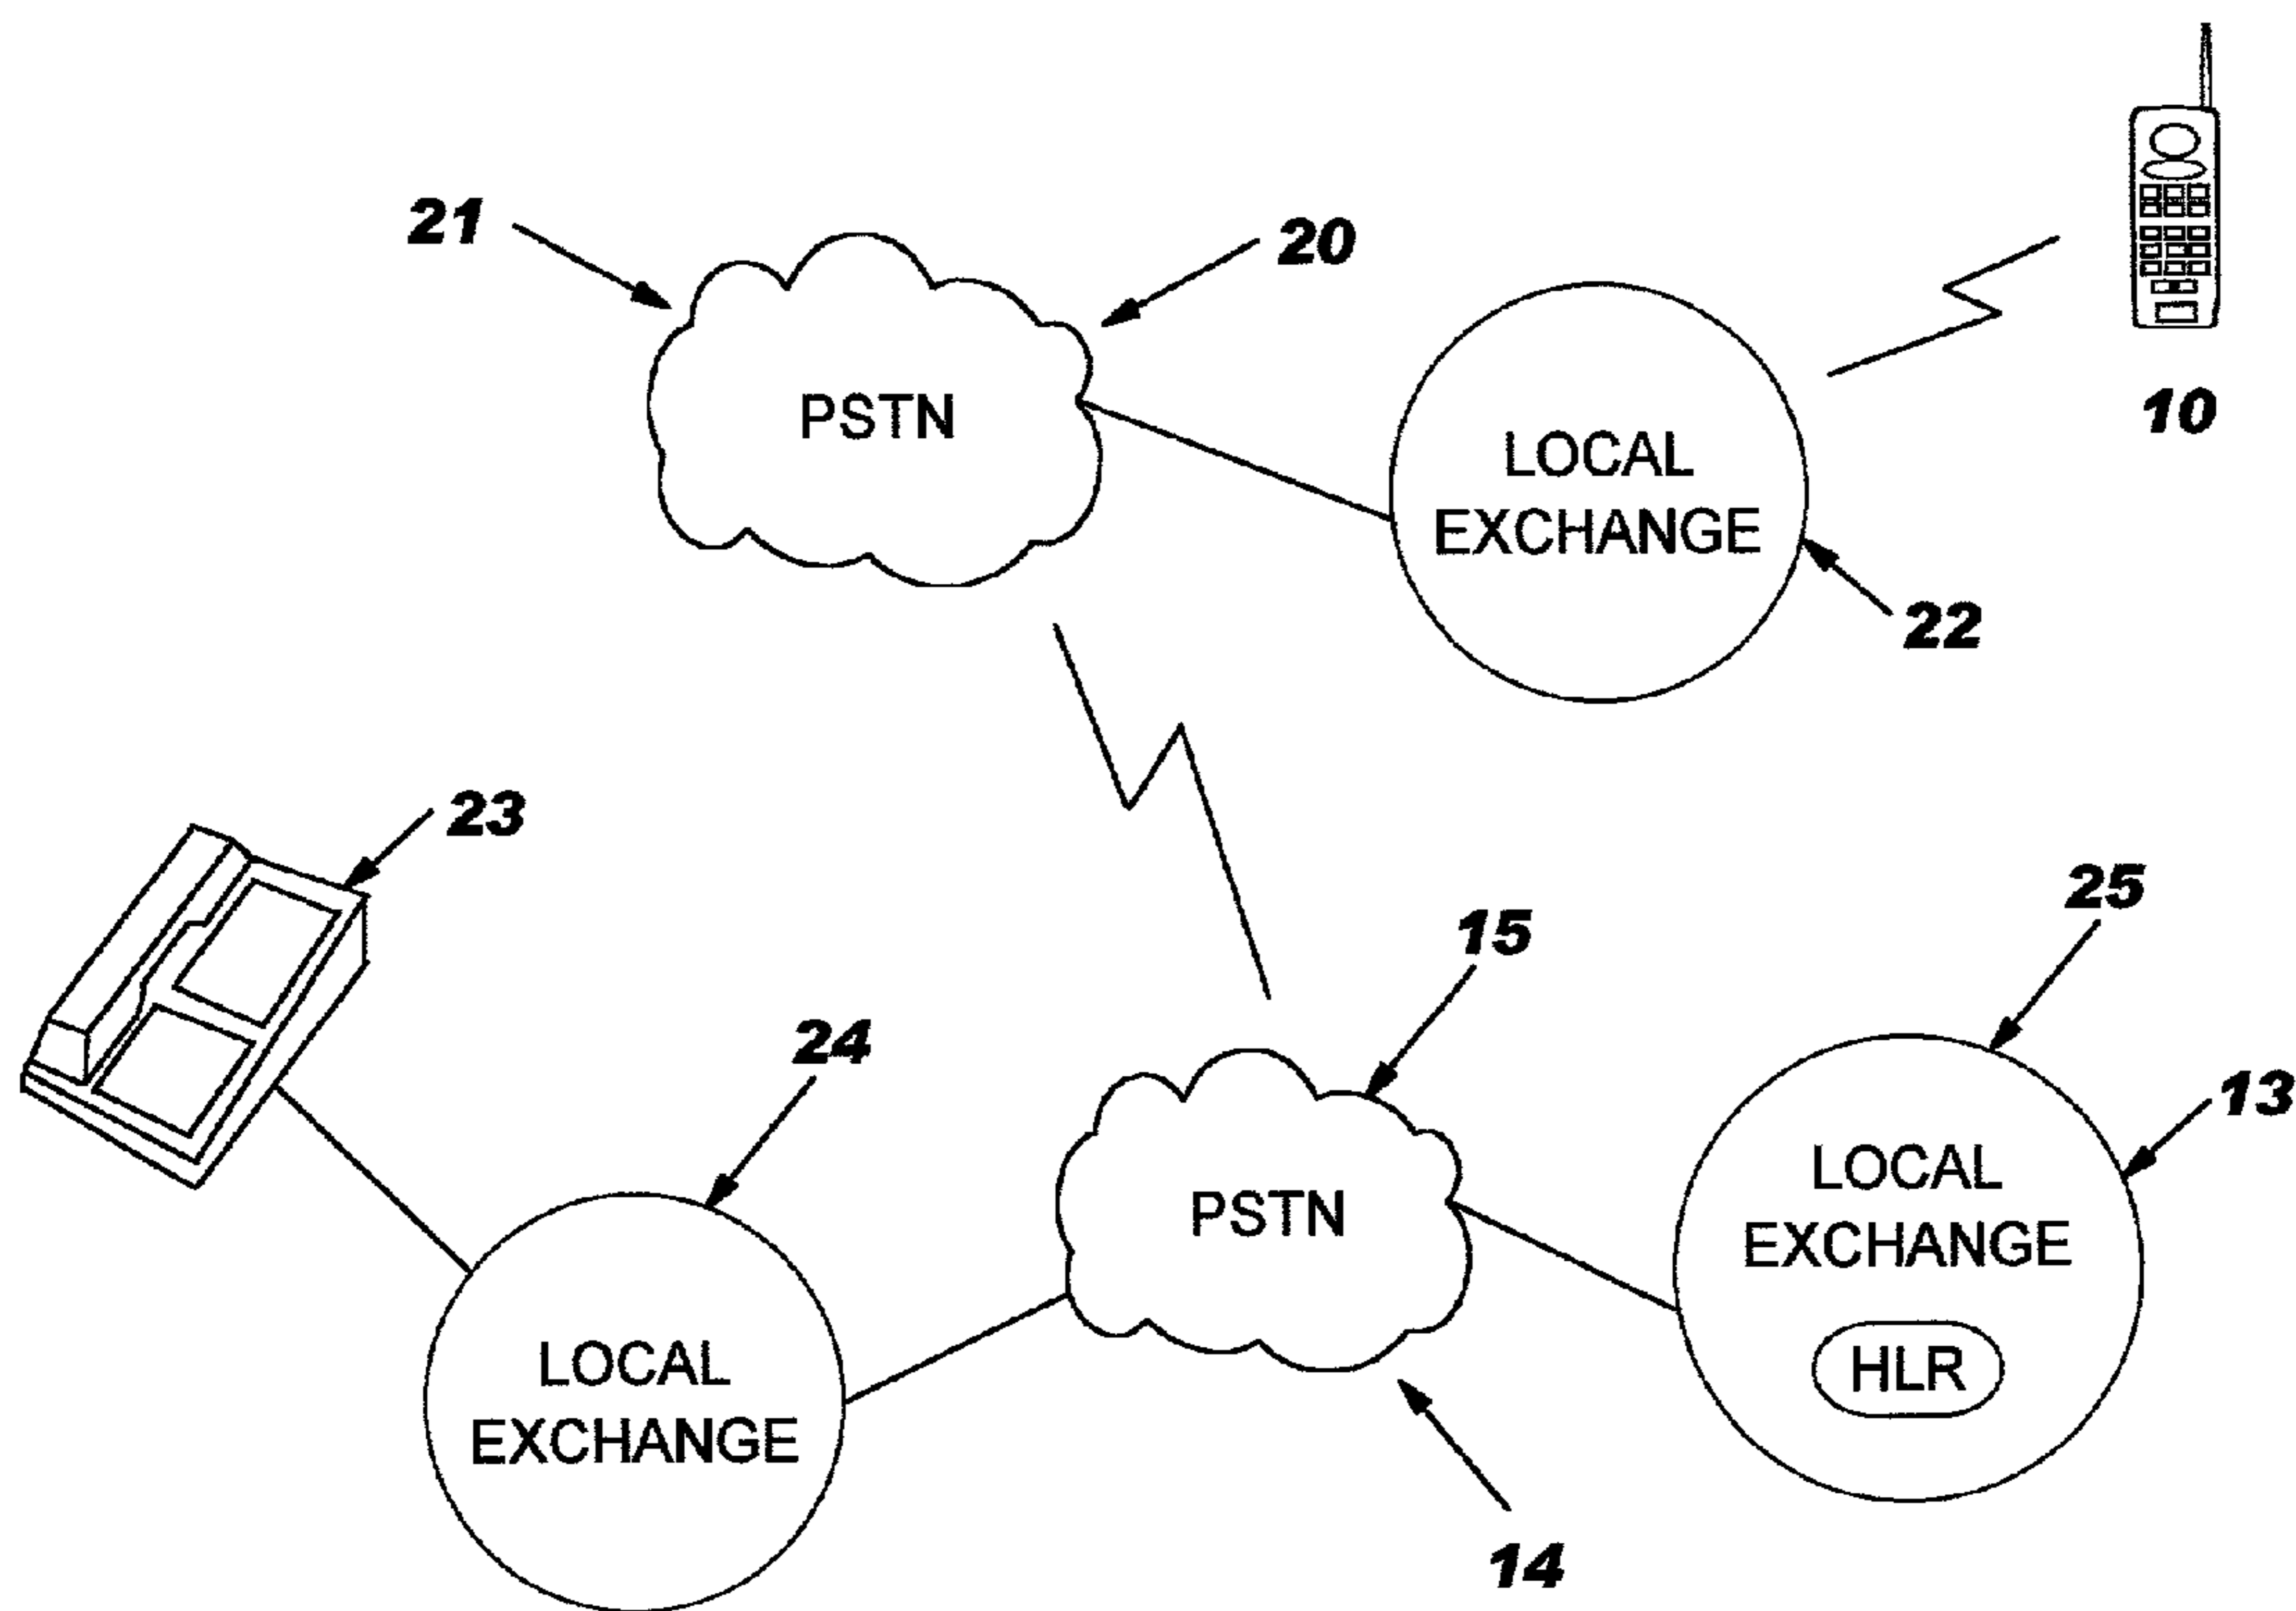 21
20
PSTN
10
LOCAL
EXCHANGE
22
23
25
15
24
13
LOCAL
EXCHANGE
PSTN
HLR
LOCAL
EXCHANGE
14